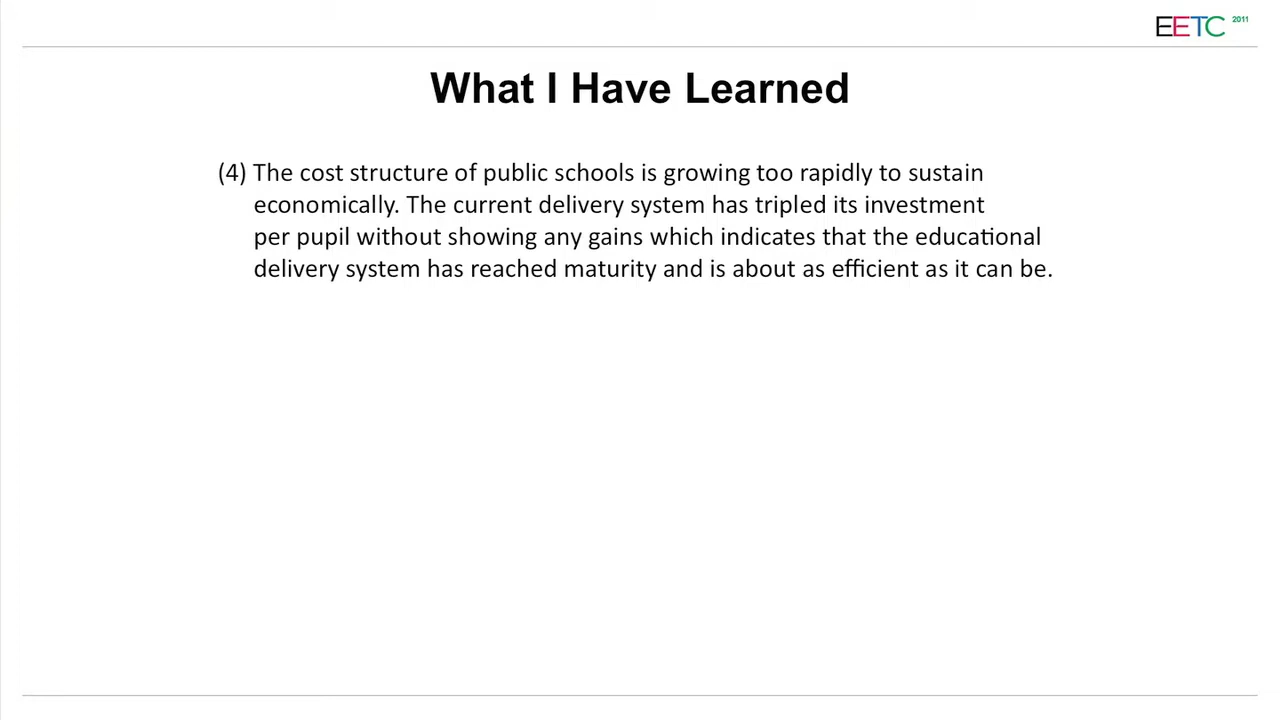 EETC 2011
What I Have Learned
(4) The cost structure of public schools is growing too rapidly to sustain
economically. The current delivery system has tripled its investment
per pupil without showing any gains which indicates that the educational
delivery system has reached maturity and is about as efficient as it can be.